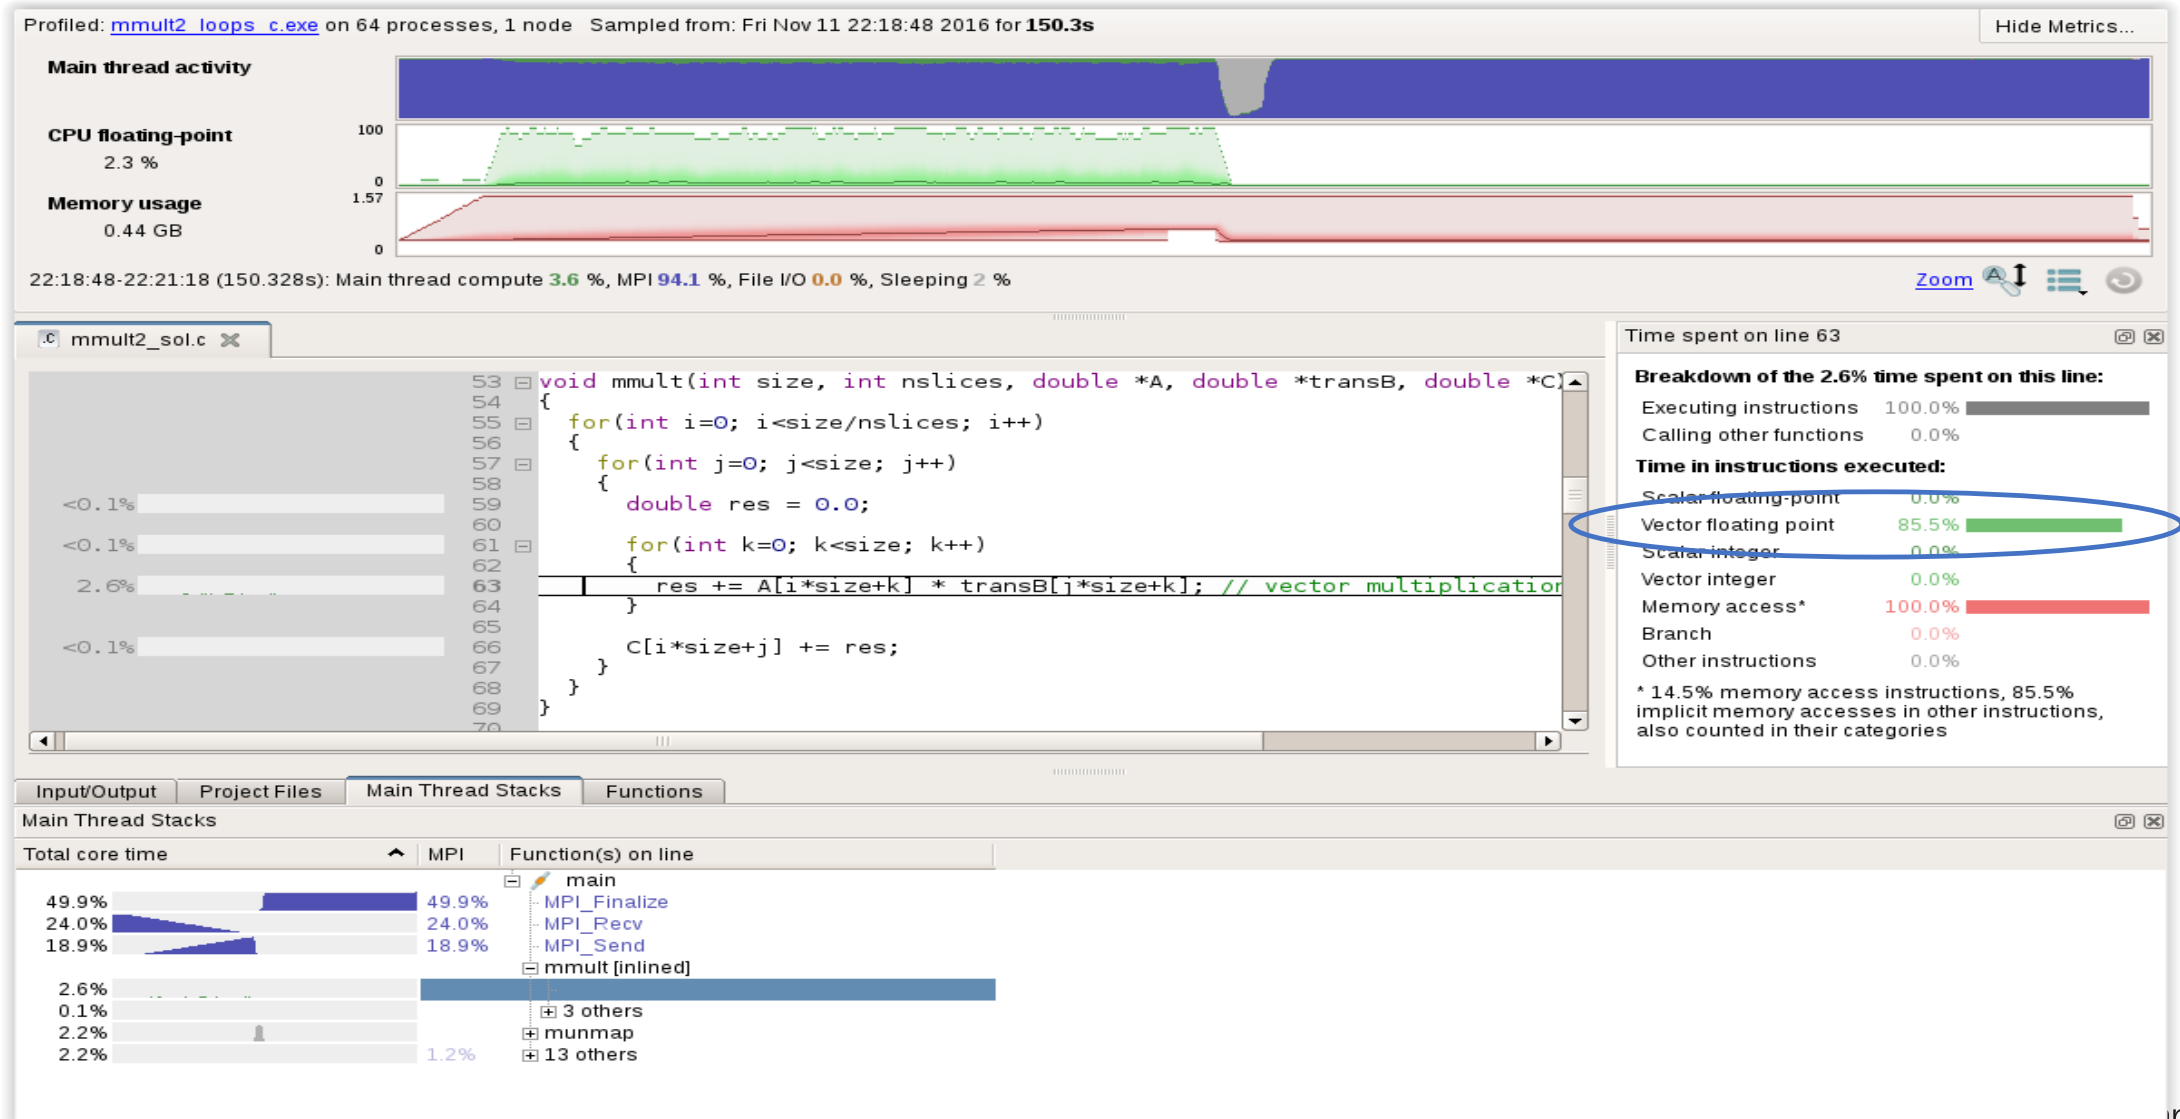 Profiled: mmult2_loops_c.exe on 64 processes, 1 node Sampled from: Fri Nov 11 22:18:48 2016 for 150.3s Hide Metrics...
Main thread activity
CPU floating-point 100
2.3 %
0
Memory usage 1.57
0.44 GB
0
22:18:48-22:21:18 (150.328s): Main thread compute 3.6 %, MPI 94.1 %, File I/O 0.0 %, Sleeping 2 % Zoom
.c mmult2_sol.c
53 void mmult(int size, int nslices, double *A, double *transB, double *C)
54 {
55 for(int i=0; i<size/nslices; i++)
56 {
57 for(int j=0; j<size; j++)
58 {
<0.1% 59 double res = 0.0;
60
<0.1% 61 for(int k=0; k<size; k++)
62 {
2.6% 63 res += A[i*size+k] * transB[j*size+k]; // vector multiplication
64 }
65
<0.1% 66 C[i*size+j] += res;
67 }
68 }
69 }
70
Time spent on line 63
Breakdown of the 2.6% time spent on this line:
Executing instructions 100.0%
Calling other functions 0.0%
Time in instructions executed:
Scalar floating-point 0.0%
Vector floating point 85.5%
Scalar integer 0.0%
Vector integer 0.0%
Memory access* 100.0%
Branch 0.0%
Other instructions 0.0%
* 14.5% memory access instructions, 85.5%
implicit memory accesses in other instructions,
also counted in their categories
Input/Output Project Files Main Thread Stacks Functions
Main Thread Stacks
Total core time MPI Function(s) on line
main
49.9% 49.9% MPI_Finalize
24.0% 24.0% MPI_Recv
18.9% 18.9% MPI_Send
mmult [inlined]
2.6%
0.1% 3 others
2.2% munmap
2.2% 1.2% 13 others